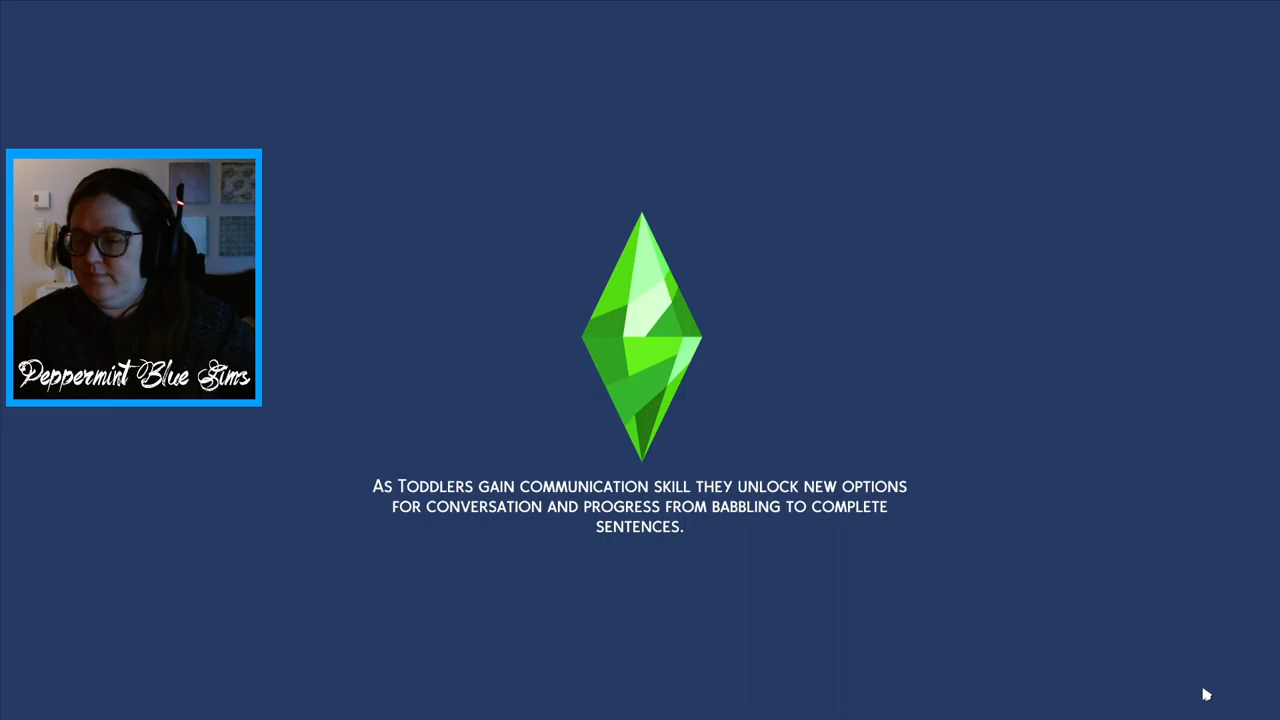 Peppermint Blue Sims
AS TODDLERS GAIN COMMUNICATION SKILL THEY UNLOCK NEW OPTIONS
FOR CONVERSATION AND PROGRESS FROM BABBLING TO COMPLETE
SENTENCES.